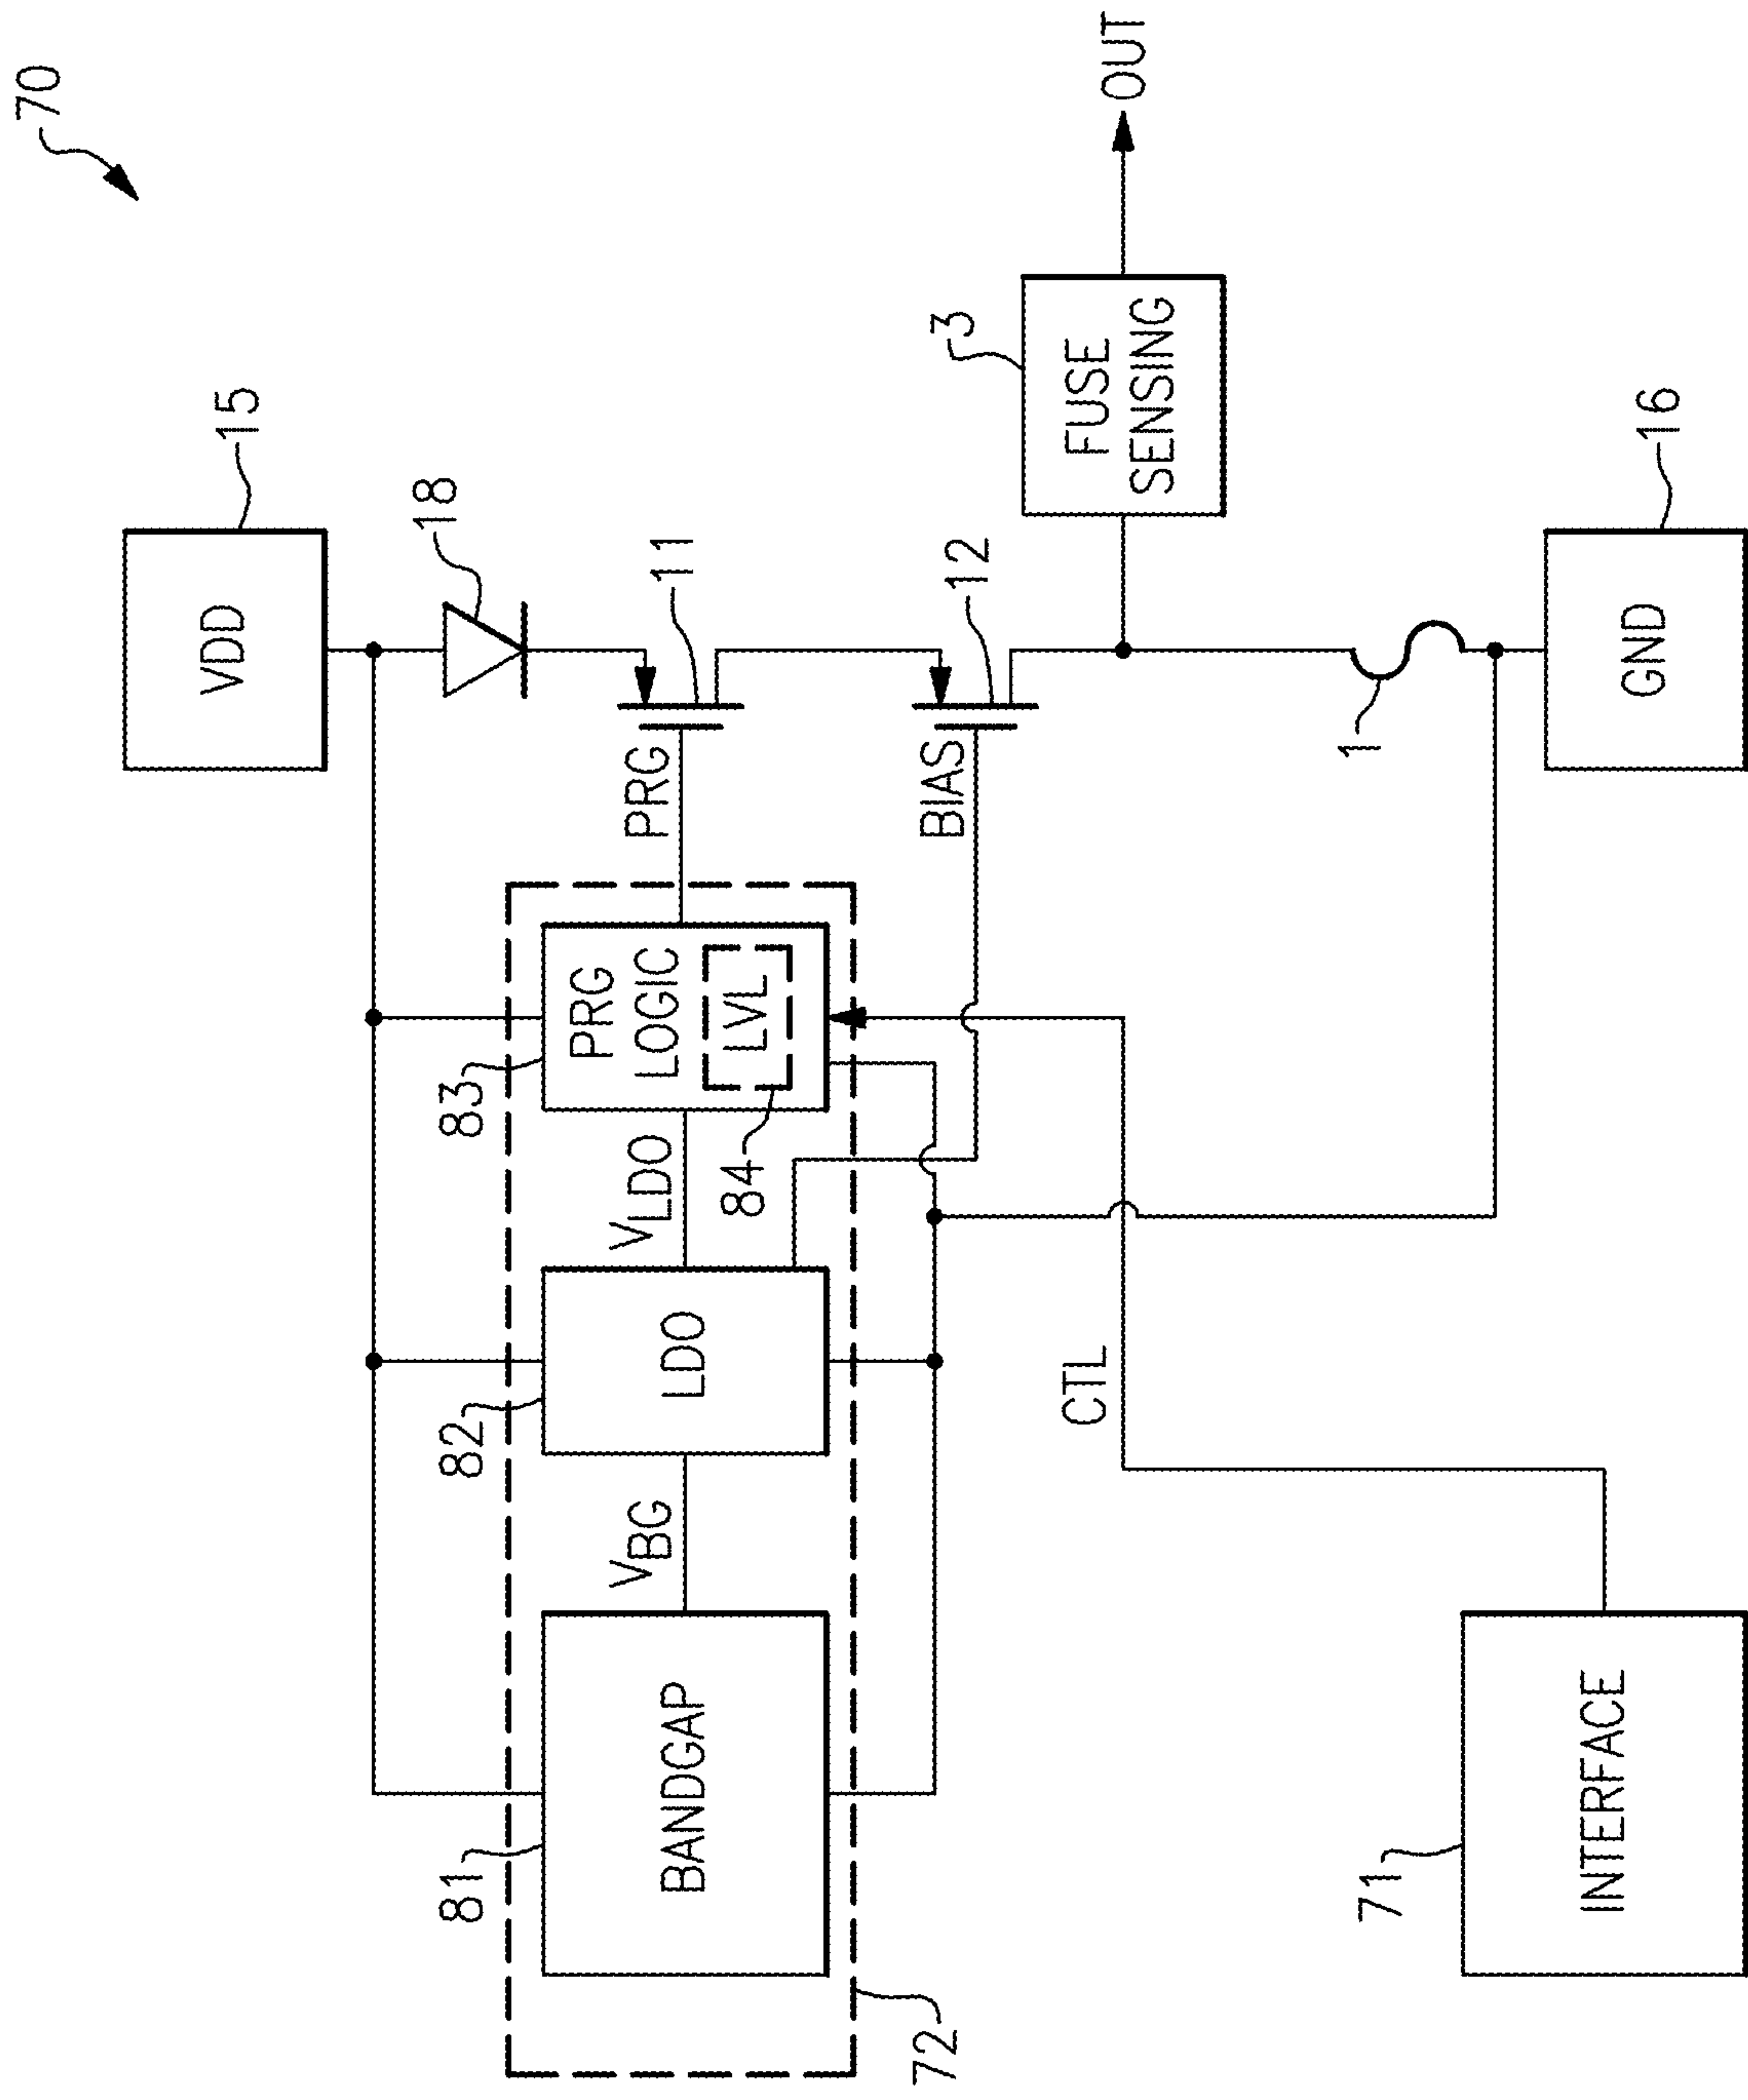 70
VDD
15
18
11
PRG
12
BIAS
3
FUSE
SENSING
OUT
1
GND
16
83
PRG
LOGIC
LVL
84
VLDO
82
LDO
VBG
81
BANDGAP
72
CTL
71
INTERFACE